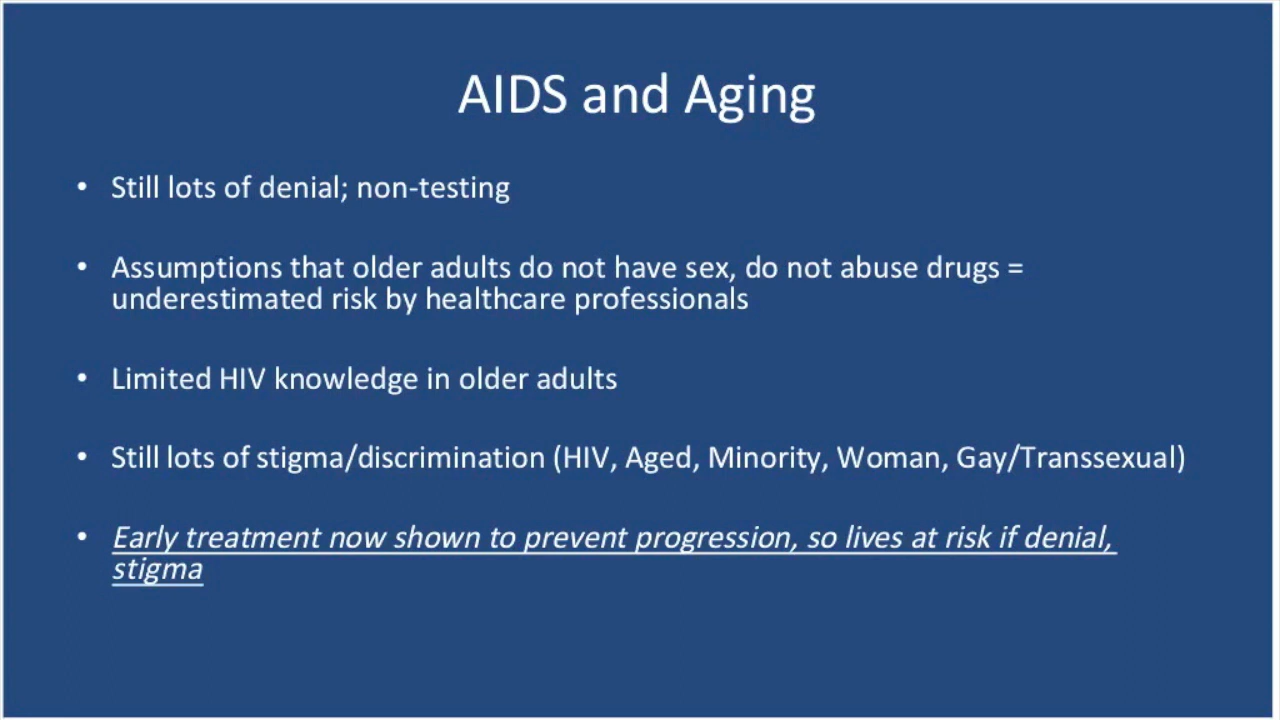 AIDS and Aging
• Still lots of denial; non-testing
• Assumptions that older adults do not have sex, do not abuse drugs =
underestimated risk by healthcare professionals
• Limited HIV knowledge in older adults
• Still lots of stigma/discrimination (HIV, Aged, Minority, Woman, Gay/Transsexual)
• Early treatment now shown to prevent progression, so lives at risk if denial,
stigma